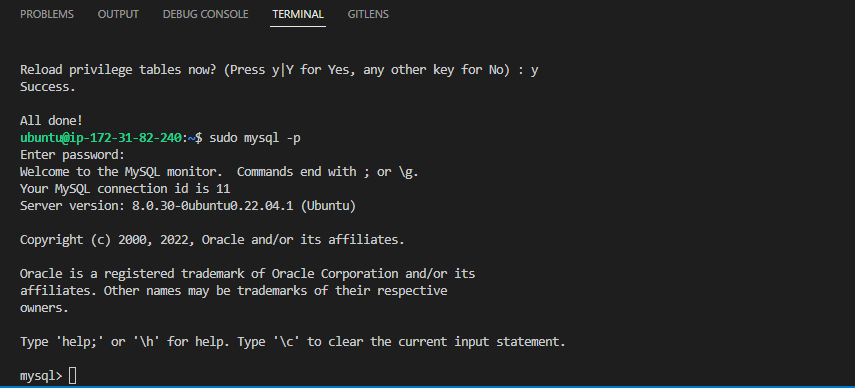 PROBLEMS OUTPUT DEBUG CONSOLE TERMINAL GITLENS
Reload privilege tables now? (Press y|Y for Yes, any other key for No) : y
Success.
All done!
ubuntu@ip-172-31-82-240:~$ sudo mysql -p
Enter password:
Welcome to the MySQL monitor.  Commands end with ; or \g.
Your MySQL connection id is 11
Server version: 8.0.30-0ubuntu0.22.04.1 (Ubuntu)
Copyright (c) 2000, 2022, Oracle and/or its affiliates.
Oracle is a registered trademark of Oracle Corporation and/or its
affiliates. Other names may be trademarks of their respective
owners.
Type 'help;' or '\h' for help. Type '\c' to clear the current input statement.
mysql>